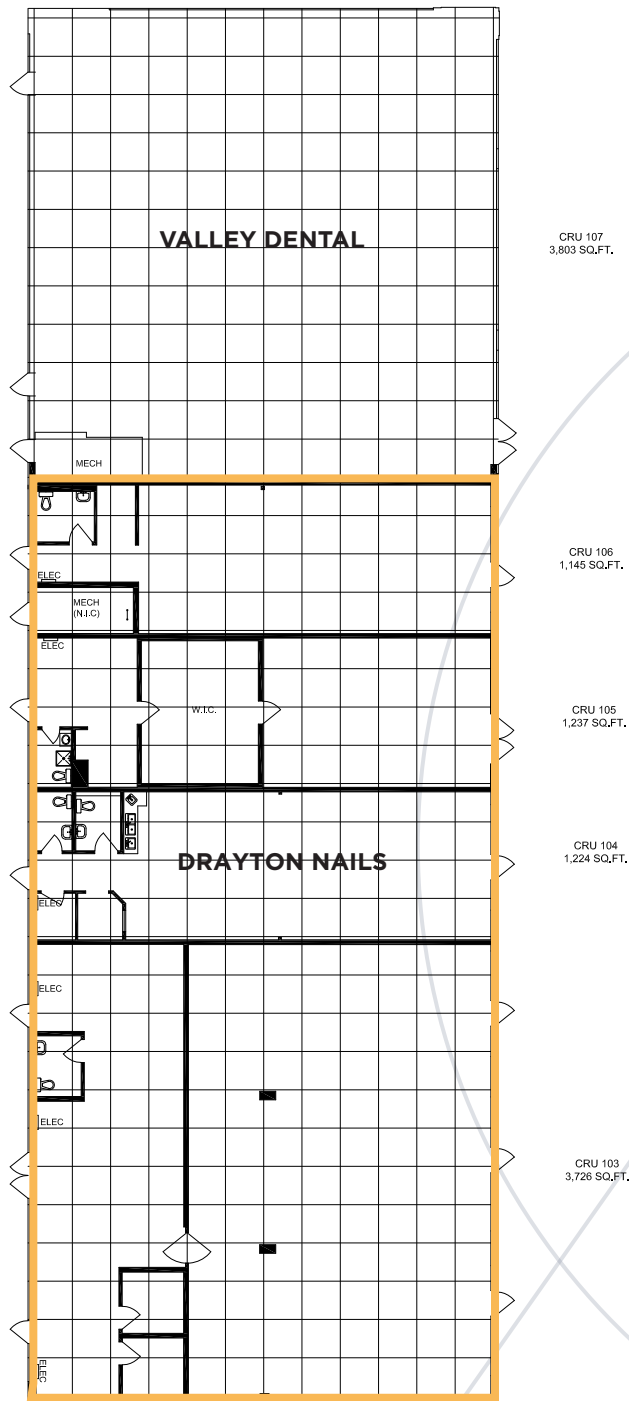 VALLEY DENTAL
CRU 107
3,803 SQ.FT.
MECH
CRU 106
1,145 SQ.FT.
ELEC
MECH
(N.I.C)
ELEC
W.I.C.
CRU 105
1,237 SQ.FT.
DRAYTON NAILS
CRU 104
1,224 SQ.FT.
ELEC
ELEC
ELEC
CRU 103
3,726 SQ.FT.
ELEC